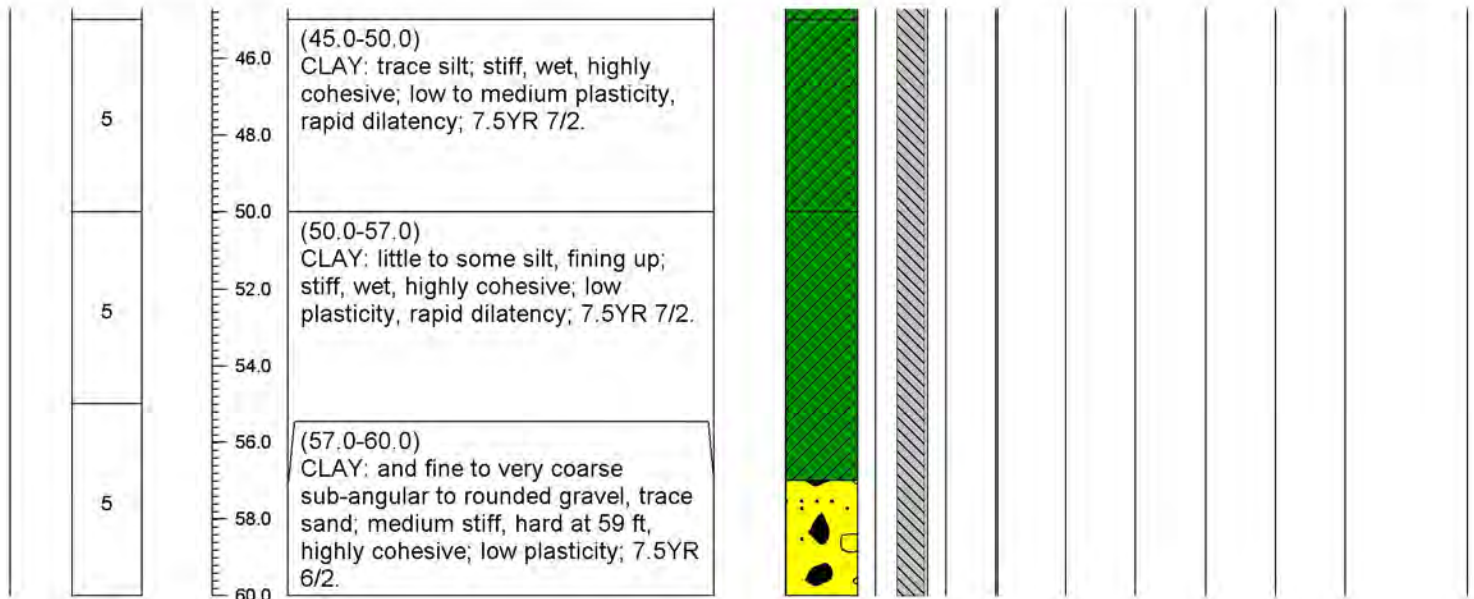 46.0
48.0
50.0
52.0
54.0
56.0
58.0
60.0
5
5
5
(45.0-50.0)
CLAY: trace silt; stiff, wet, highly
cohesive; low to medium plasticity,
rapid dilatency; 7.5YR 7/2.
(50.0-57.0)
CLAY: little to some silt, fining up;
stiff, wet, highly cohesive; low
plasticity, rapid dilatency; 7.5YR 7/2.
(57.0-60.0)
CLAY: and fine to very coarse
sub-angular to rounded gravel, trace
sand; medium stiff, hard at 59 ft,
highly cohesive; low plasticity; 7.5YR
6/2.